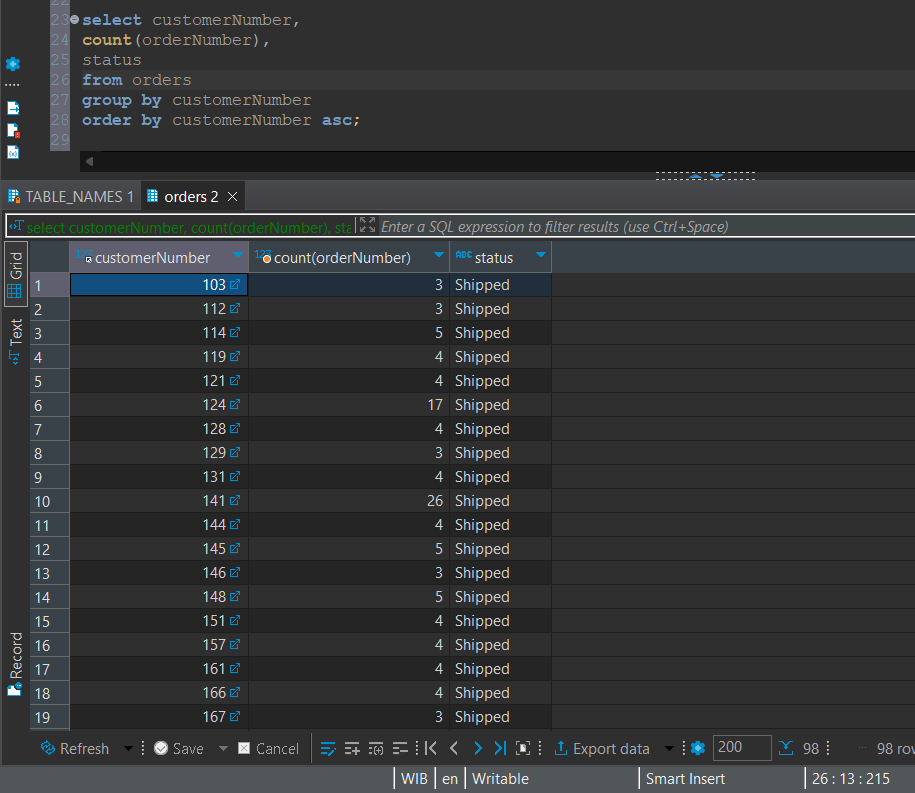 22
23 select customerNumber,
24 count(orderNumber),
25 status
26 from orders
27 group by customerNumber
28 order by customerNumber asc;
29
TABLE_NAMES 1 orders 2
select customerNumber, count(orderNumber), sta Enter a SQL expression to filter results (use Ctrl+Space)
Grid
Text
Record
123 customerNumber 123 count(orderNumber) ABC status
1 103 3 Shipped
2 112 3 Shipped
3 114 5 Shipped
4 119 4 Shipped
5 121 4 Shipped
6 124 17 Shipped
7 128 4 Shipped
8 129 3 Shipped
9 131 4 Shipped
10 141 26 Shipped
11 144 4 Shipped
12 145 5 Shipped
13 146 3 Shipped
14 148 5 Shipped
15 151 4 Shipped
16 157 4 Shipped
17 161 4 Shipped
18 166 4 Shipped
19 167 3 Shipped
Refresh Save Cancel Export data 200 98 98 rov
WIB en Writable Smart Insert 26 : 13 : 215